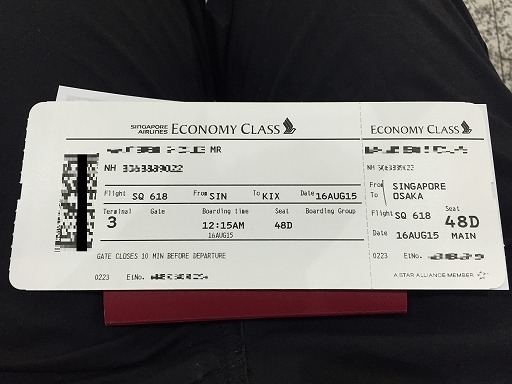 SINGAPORE AIRLINES ECONOMY CLASS
MR
NH
Flight SQ 618 From SIN To KIX Date 16AUG15
Terminal Gate Boarding time Seat Boarding Group
3 12:15AM 48D
16AUG15
GATE CLOSES 10 MIN BEFORE DEPARTURE
0223 EtNo.
ECONOMY CLASS
NH
From SINGAPORE
To OSAKA
Flight SQ 618 Seat 48D
Date 16AUG15 MAIN
0223 EtNo.
A STAR ALLIANCE MEMBER